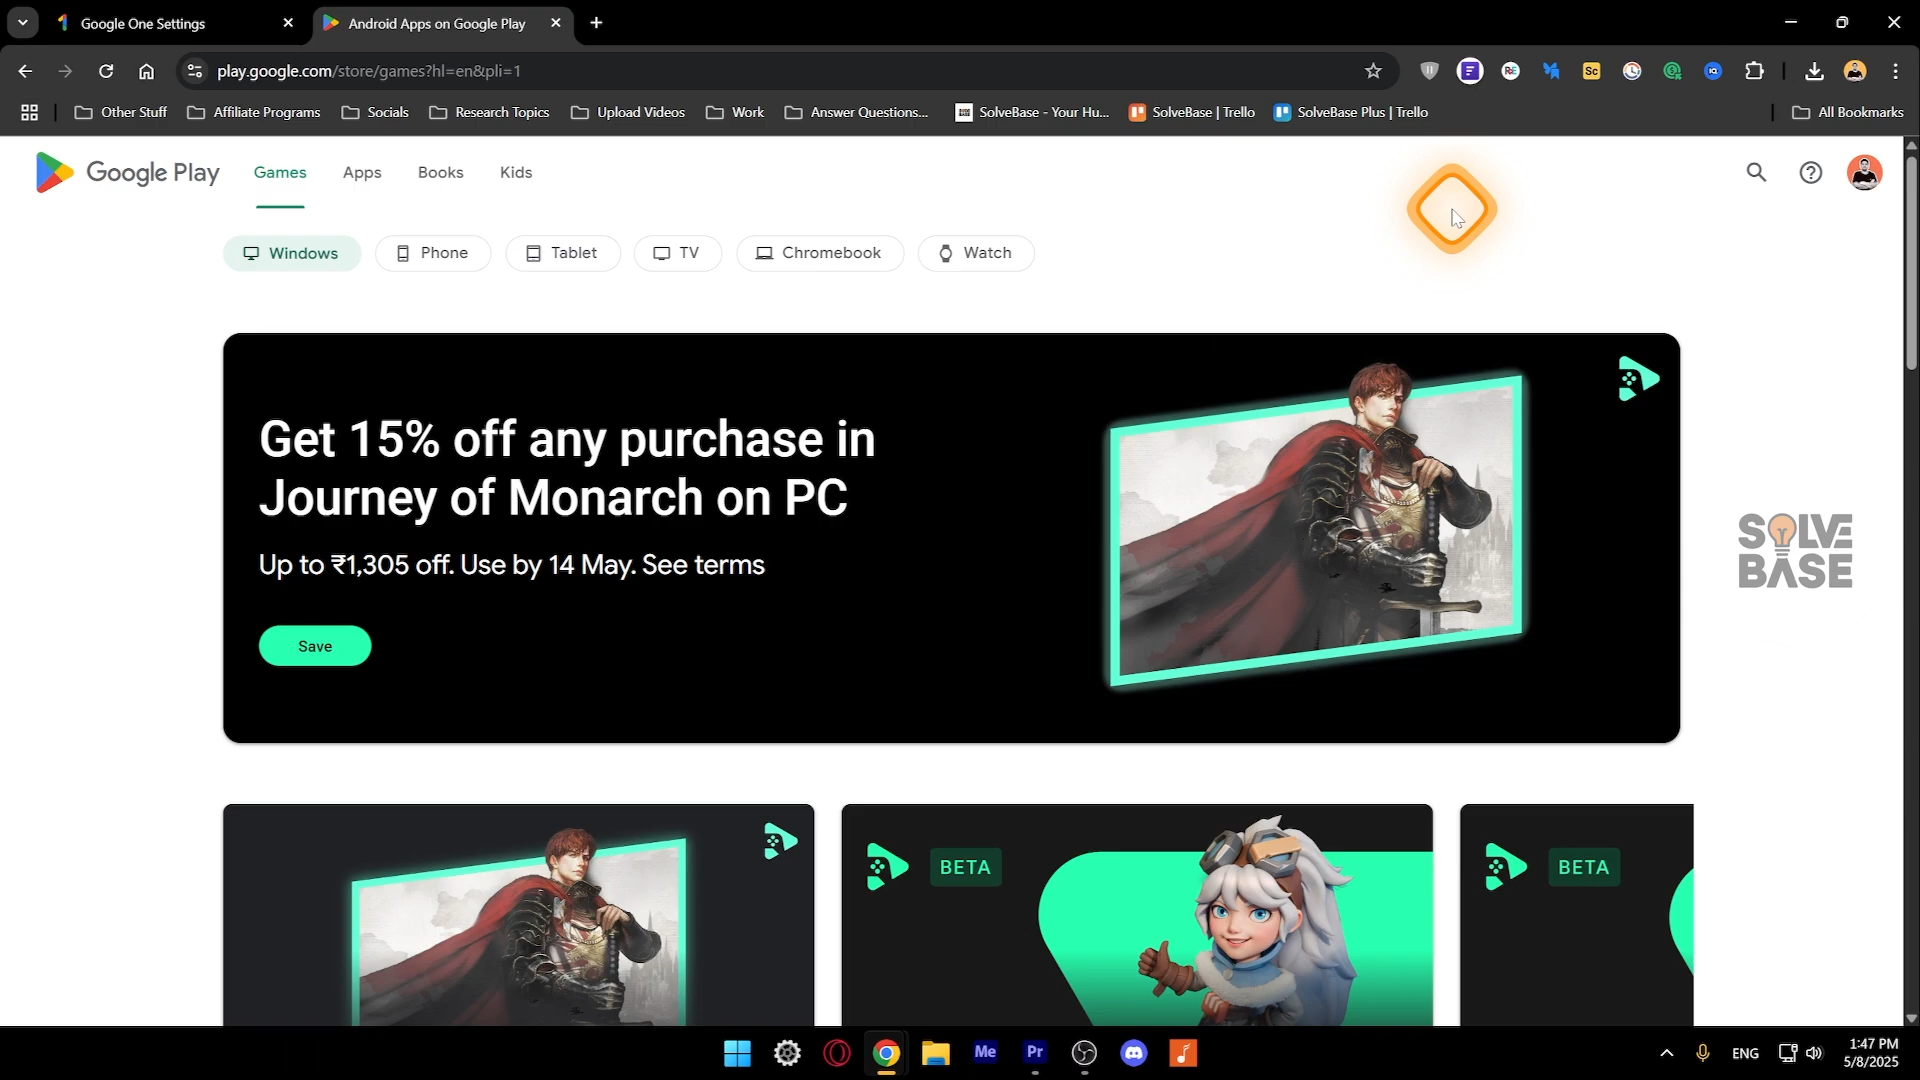 Google One Settings
Android Apps on Google Play
play.google.com/store/games?hl=en&pli=1
Sc
Other Stuff
Affiliate Programs
Socials
Research Topics
Upload Videos
Work
Answer Questions...
SolveBase - Your Hu...
SolveBase | Trello
SolveBase Plus | Trello
All Bookmarks
Google Play
Games
Apps
Books
Kids
Windows
Phone
Tablet
TV
Chromebook
Watch
Get 15% off any purchase in
Journey of Monarch on PC
Up to ₹1,305 off. Use by 14 May. See terms
Save
SOLVE
BASE
BETA
BETA
Me
Pr
ENG
1:47 PM
5/8/2025